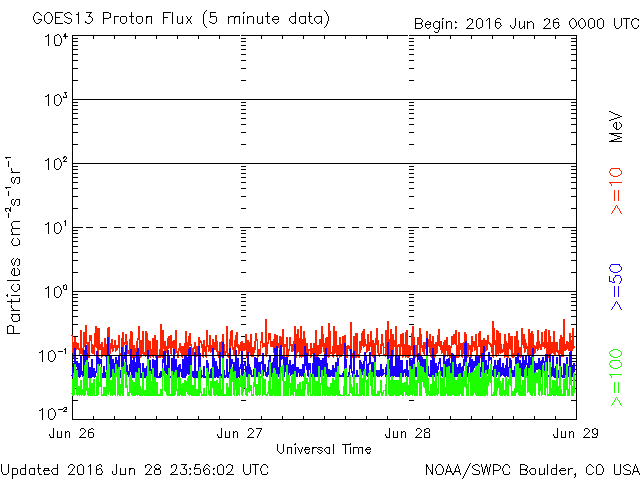 GOES13 Proton Flux (5 minute data)
Begin: 2016 Jun 26 0000 UTC
10⁴
10³
10²
10¹
10⁰
10⁻¹
10⁻²
Particles cm⁻²s⁻¹sr⁻¹
MeV
>=10
>=50
>=100
Jun 26 Jun 27 Jun 28 Jun 29
Universal Time
Updated 2016 Jun 28 23:56:02 UTC
NOAA/SWPC Boulder, CO USA